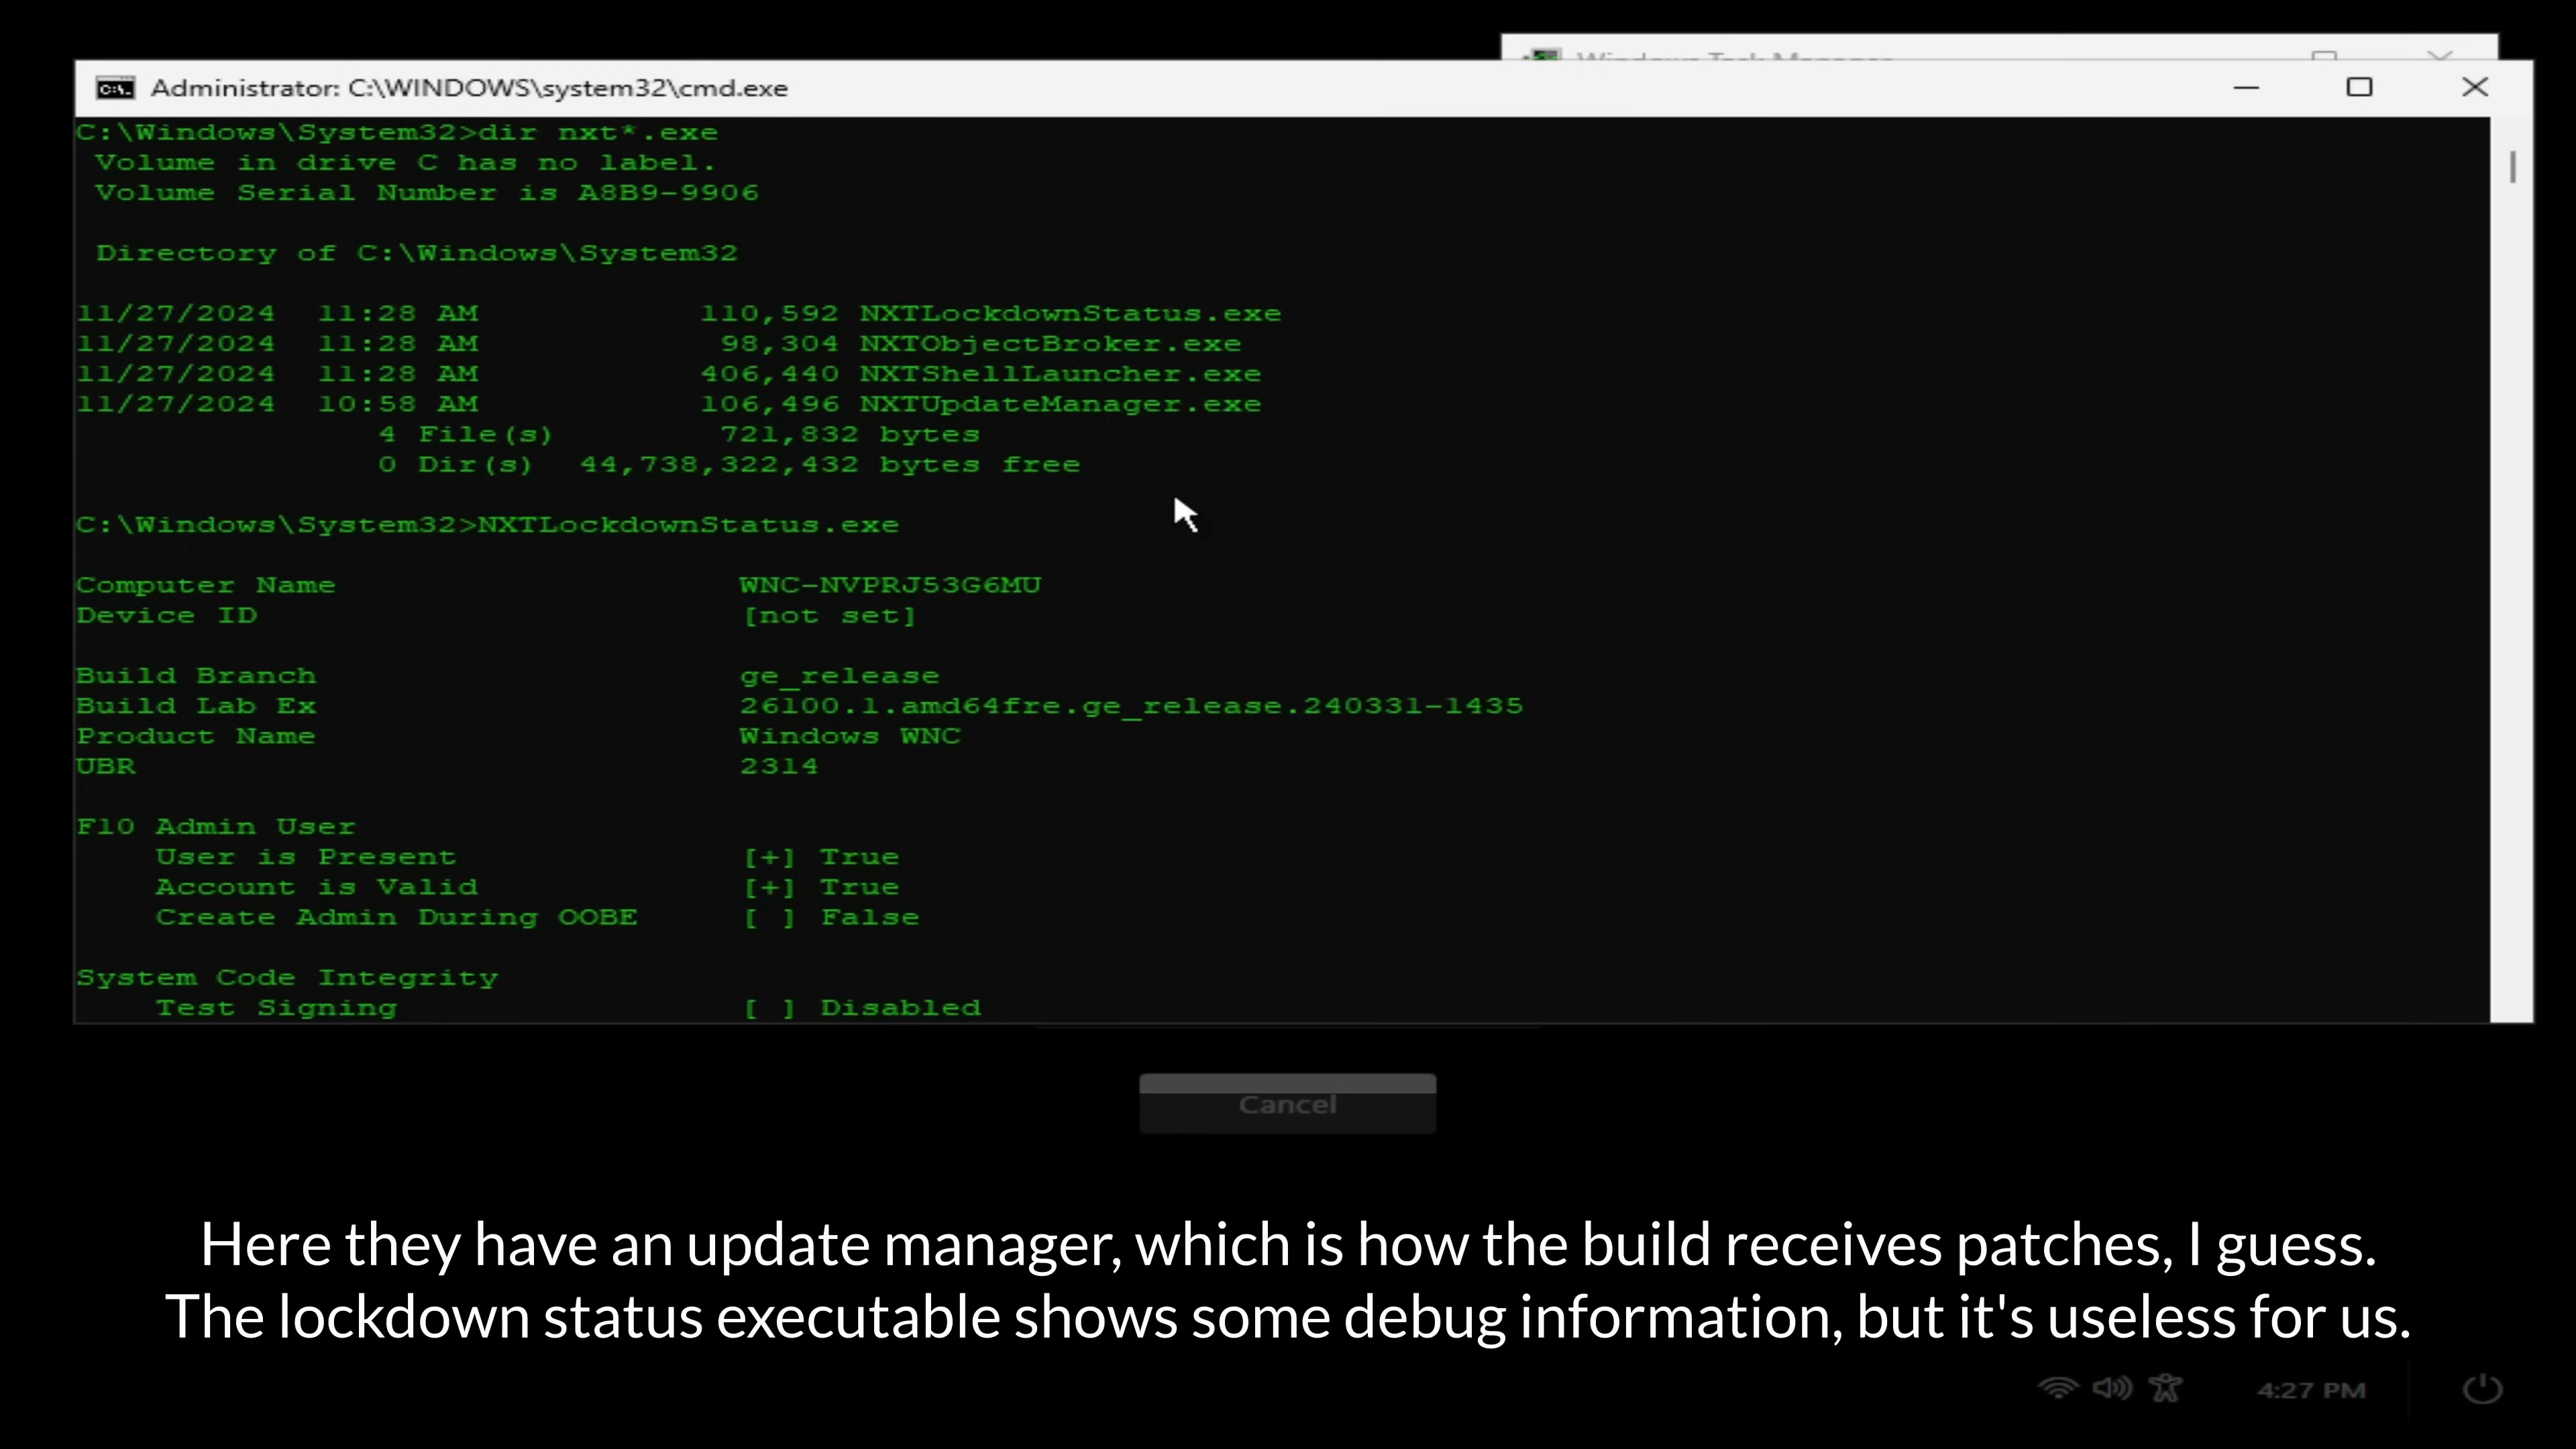 Windows Task Manager
Administrator: C:\WINDOWS\system32\cmd.exe
C:\Windows\System32>dir nxt*.exe
Volume in drive C has no label.
Volume Serial Number is A8B9-9906
Directory of C:\Windows\System32
11/27/2024 11:28 AM 110,592 NXTLockdownStatus.exe
11/27/2024 11:28 AM 98,304 NXTObjectBroker.exe
11/27/2024 11:28 AM 406,440 NXTShellLauncher.exe
11/27/2024 10:58 AM 106,496 NXTUpdateManager.exe
4 File(s) 721,832 bytes
0 Dir(s) 44,738,322,432 bytes free
C:\Windows\System32>NXTLockdownStatus.exe
Computer Name WNC-NVPRJ53G6MU
Device ID [not set]
Build Branch ge_release
Build Lab Ex 26100.1.amd64fre.ge_release.240331-1435
Product Name Windows WNC
UBR 2314
F10 Admin User
User is Present [+] True
Account is Valid [+] True
Create Admin During OOBE [ ] False
System Code Integrity
Test Signing [ ] Disabled
Cancel
Here they have an update manager, which is how the build receives patches, I guess.
The lockdown status executable shows some debug information, but it's useless for us.
4:27 PM